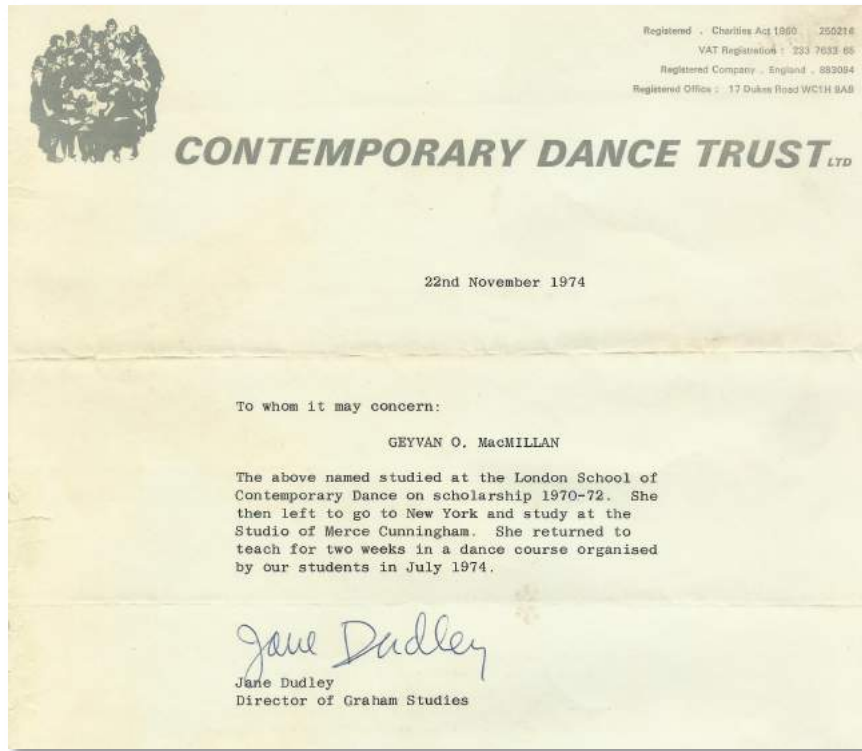 Registered . Charities Act 1960 . 250216
VAT Registration : 233 7633 65
Registered Company . England . 883094
Registered Office : 17 Dukes Road WC1H 9AB
CONTEMPORARY DANCE TRUST LTD
22nd November 1974
To whom it may concern:
GEYVAN O. MacMILLAN
The above named studied at the London School of
Contemporary Dance on scholarship 1970-72. She
then left to go to New York and study at the
Studio of Merce Cunningham. She returned to
teach for two weeks in a dance course organised
by our students in July 1974.
Jane Dudley
Jane Dudley
Director of Graham Studies